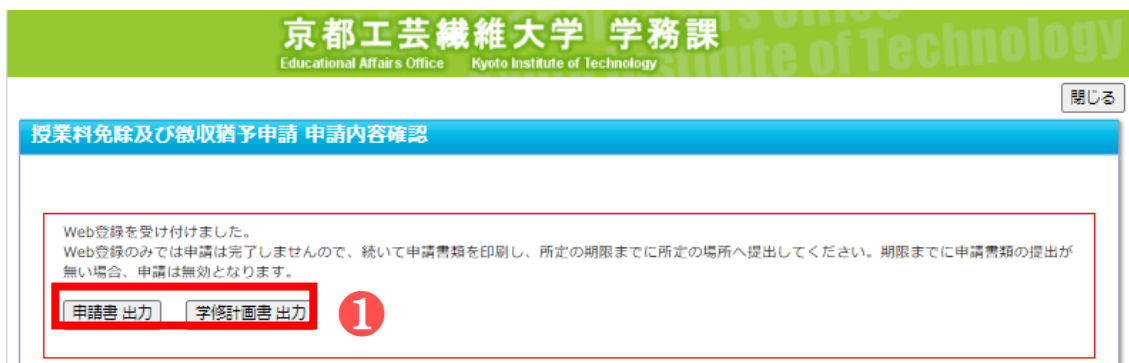 京都工芸繊維大学 学務課
Educational Affairs Office Kyoto Institute of Technology
閉じる
授業料免除及び徴収猶予申請 申請内容確認
Web登録を受け付けました。
Web登録のみでは申請は完了しませんので、続いて申請書類を印刷し、所定の期限までに所定の場所へ提出してください。期限までに申請書類の提出が
無い場合、申請は無効となります。
申請書 出力 学修計画書 出力 1